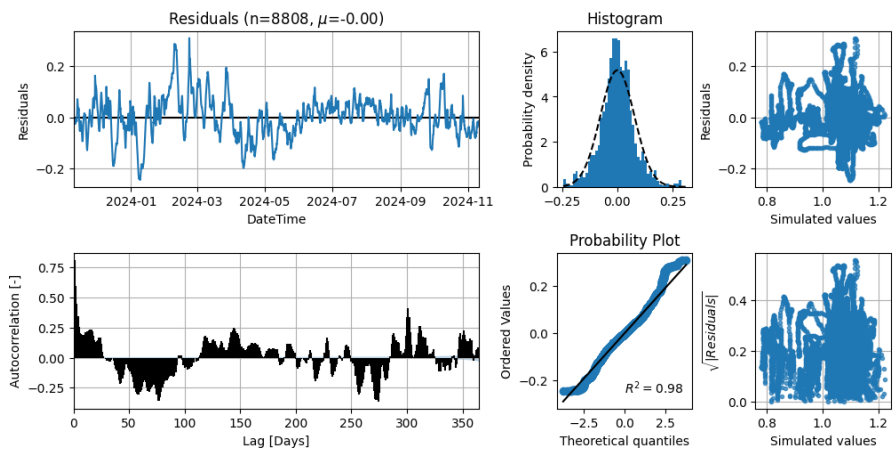 Residuals (n=8808, μ=-0.00)
Residuals
0.2
0.0
−0.2
2024-01 2024-03 2024-05 2024-07 2024-09 2024-11
DateTime
Histogram
Probability density
6
4
2
0
−0.25 0.00 0.25
Residuals
0.2
0.0
−0.2
0.8 1.0 1.2
Simulated values
Autocorrelation [-]
0.75
0.50
0.25
0.00
−0.25
0 50 100 150 200 250 300 350
Lag [Days]
Probability Plot
Ordered Values
0.2
0.0
−0.2
R² = 0.98
−2.5 0.0 2.5
Theoretical quantiles
√|Residuals|
0.4
0.2
0.0
0.8 1.0 1.2
Simulated values